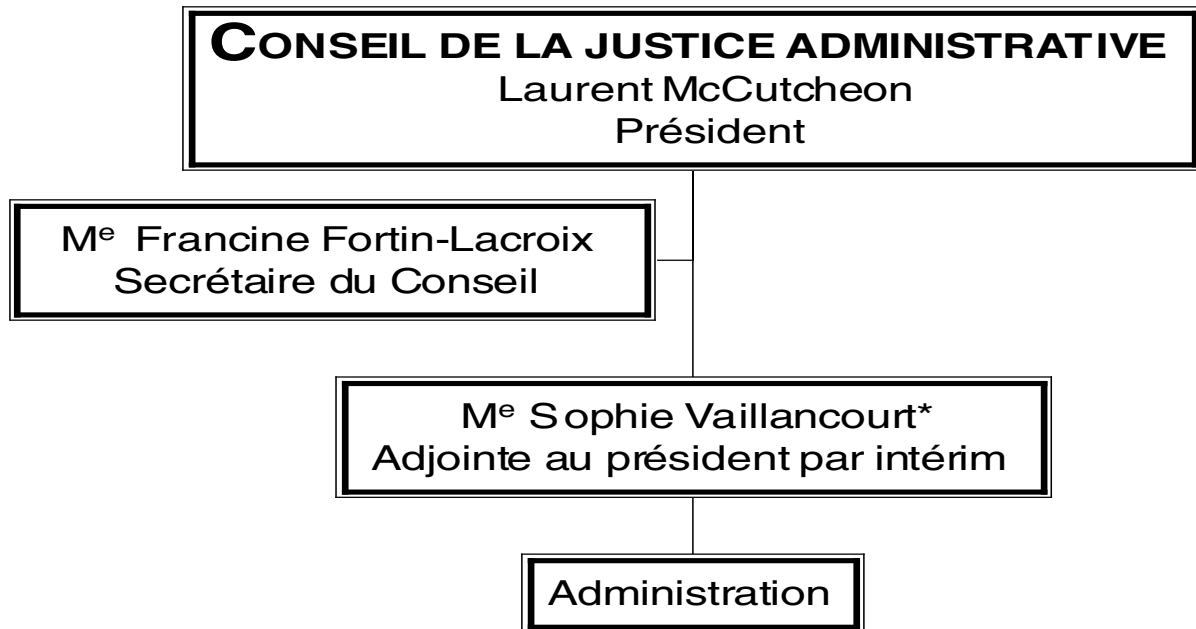 CONSEIL DE LA JUSTICE ADMINISTRATIVE
Laurent McCutcheon
Président
Mᵉ Francine Fortin-Lacroix
Secrétaire du Conseil
Mᵉ Sophie Vaillancourt*
Adjointe au président par intérim
Administration